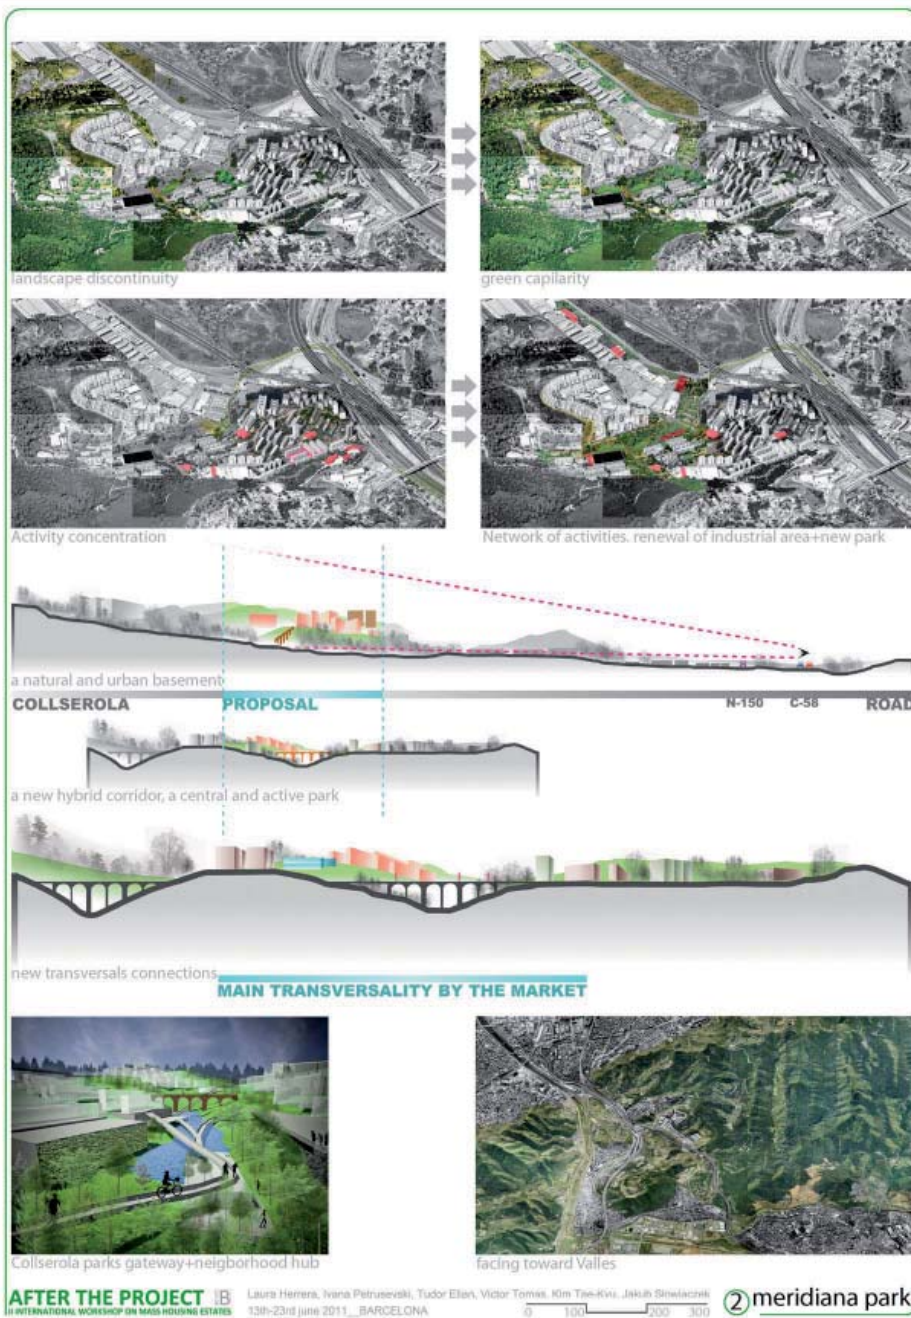 landscape discontinuity
green capilarity
Activity concentration
Network of activities. renewal of industrial area+new park
a natural and urban basement
COLLSEROLA PROPOSAL N-150 C-58 ROAD
a new hybrid corridor, a central and active park
new transversals connections
MAIN TRANSVERSALITY BY THE MARKET
Collserola parks gateway+neigborhood hub
facing toward Valles
AFTER THE PROJECT B
II INTERNATIONAL WORKSHOP ON MASS HOUSING ESTATES
Laura Herrera, Ivana Petrusevski, Tudor Elian, Victor Tomas, Kim Tae-Kyu, Jakub
13th-23rd june 2011__BARCELONA
0 100 200 300
2 meridiana park